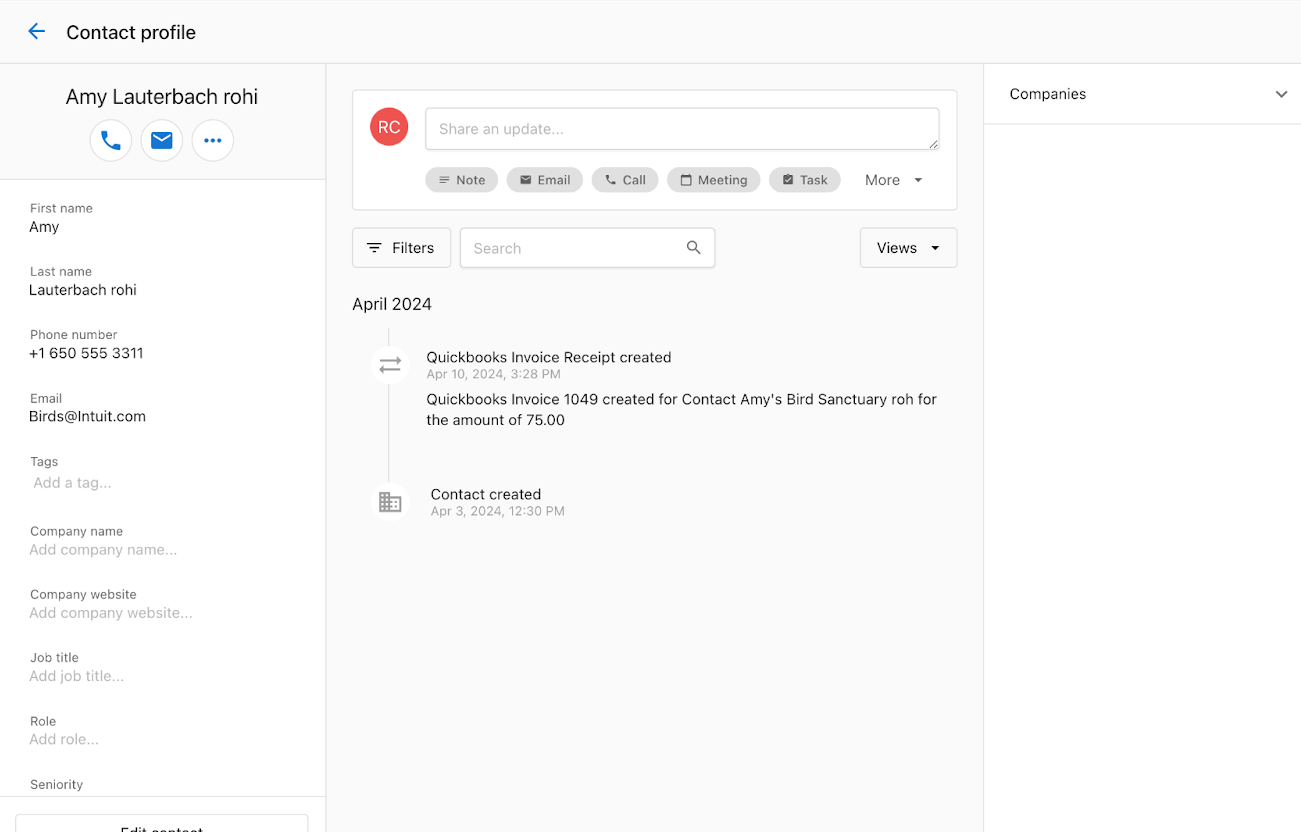 Contact profile
Amy Lauterbach rohi
First name
Amy
Last name
Lauterbach rohi
Phone number
+1 650 555 3311
Email
Birds@Intuit.com
Tags
Add a tag...
Company name
Add company name...
Company website
Add company website...
Job title
Add job title...
Role
Add role...
Seniority
Edit contact
RC
Share an update...
Note Email Call Meeting Task More
Filters Search Views
April 2024
Quickbooks Invoice Receipt created
Apr 10, 2024, 3:28 PM
Quickbooks Invoice 1049 created for Contact Amy's Bird Sanctuary roh for
the amount of 75.00
Contact created
Apr 3, 2024, 12:30 PM
Companies